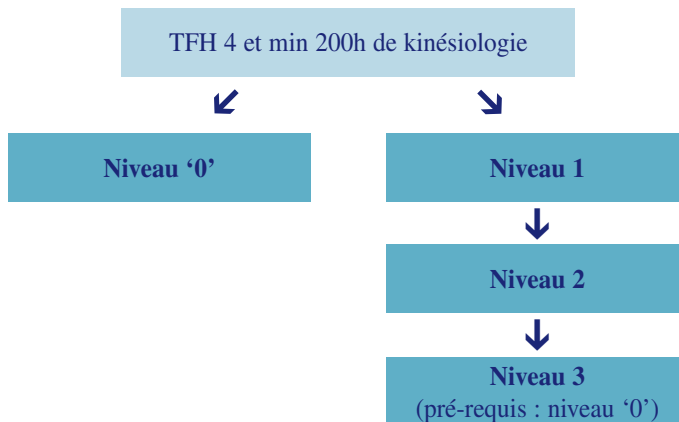 TFH 4 et min 200h de kinésiologie
Niveau ‘0’
Niveau 1
Niveau 2
Niveau 3
(pré-requis : niveau ‘0’)